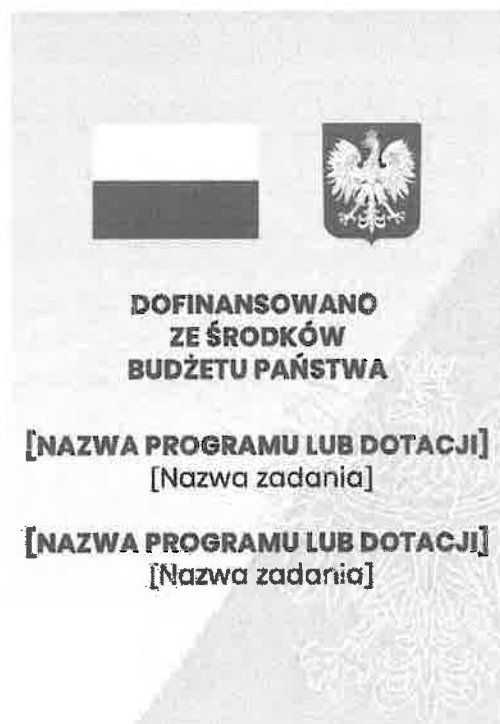 DOFINANSOWANO
ZE ŚRODKÓW
BUDŻETU PAŃSTWA
[NAZWA PROGRAMU LUB DOTACJI]
[Nazwa zadania]
[NAZWA PROGRAMU LUB DOTACJI]
[Nazwa zadania]